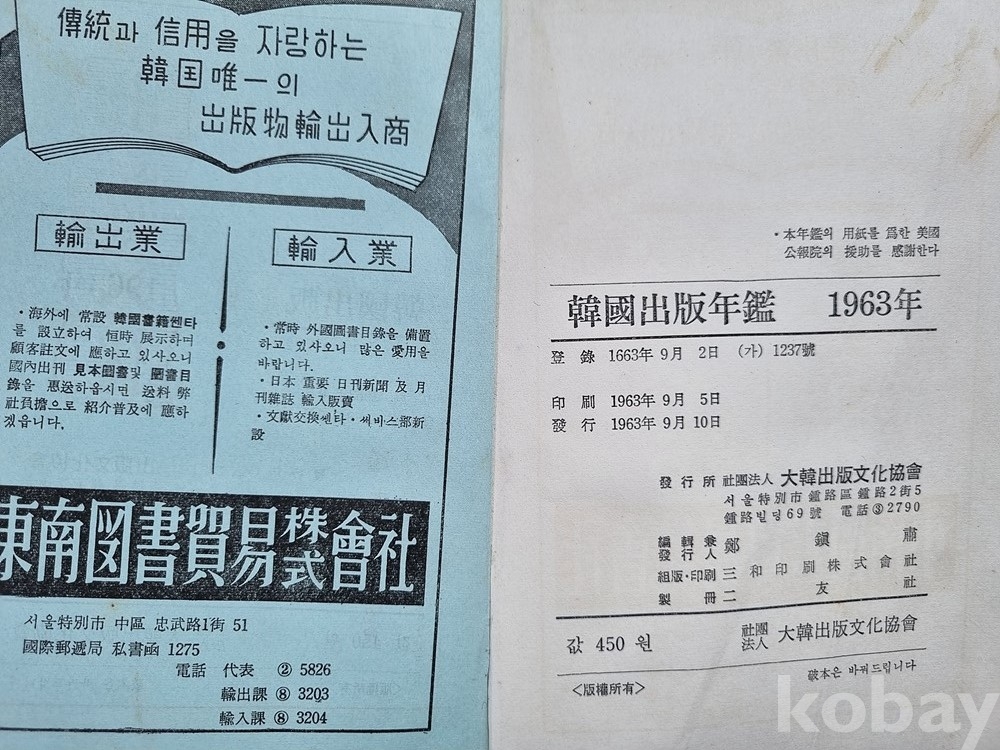 傳統과 信用을 자랑하는
韓国唯一의
出版物輸出入商
輸出業
・海外에 常設 韓國書籍쎈타
를 設立하여 恒時 展示하며
顧客註文에 應하고 있사오니
國內出刊 見本圖書및 圖書目
錄을 惠送하읍시면 送料 弊
社負擔으로 紹介普及에 應하
겠읍니다.
輸入業
・常時 外國圖書目錄을 備置
하고 있사오니 많은 愛用을
바랍니다.
・日本 重要 日刊新聞 及 月
刊雜誌 輸入販賣
・文獻交換쎈타・써비스部新
設
東南図書貿易株式會社
서울特別市 中區 忠武路1街 51
國際郵遞局 私書函 1275
電話 代表 ② 5826
輸出課 ⑧ 3203
輸入課 ⑧ 3204
・本年鑑의 用紙를 爲한 美國
公報院의 援助를 感謝한다
韓國出版年鑑 1963年
登錄 1663年 9月 2日 (가) 1237號
印刷 1963年 9月 5日
發行 1963年 9月 10日
發行所 社團法人 大韓出版文化協會
서울特別市 鍾路區 鍾路2街5
鍾路빌딩69號 電話③2790
編輯兼發行人 鄭鎭肅
組版・印刷 三和印刷株式會社
製冊 二友社
값 450 원 社團法人 大韓出版文化協會
破本은 바꿔드립니다
<版權所有>
kobay